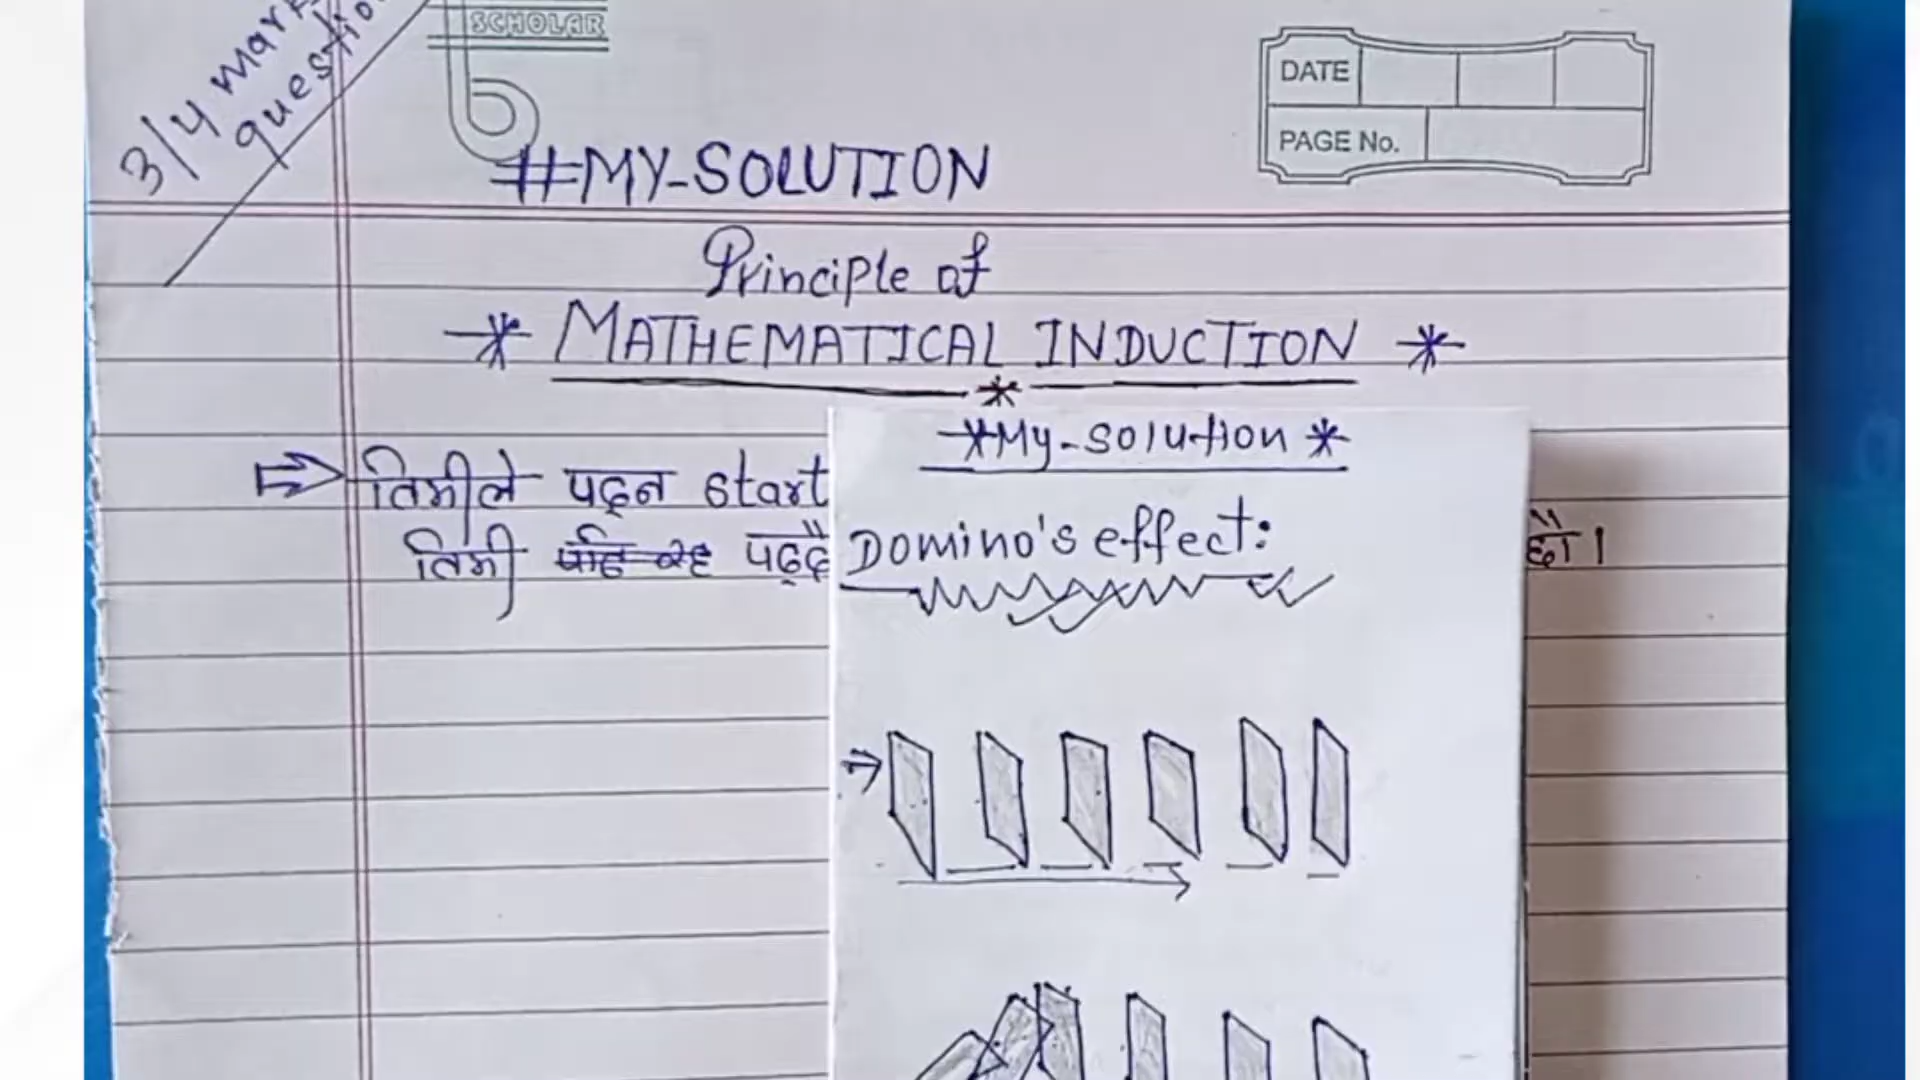 3/4 mark
question
SCHOLAR
DATE
PAGE No.
#MY-SOLUTION
Principle of
* MATHEMATICAL INDUCTION *
*My-solution *
तिमीले पढ्न start
तिमी पढ्दै
छौ।
Domino's effect: